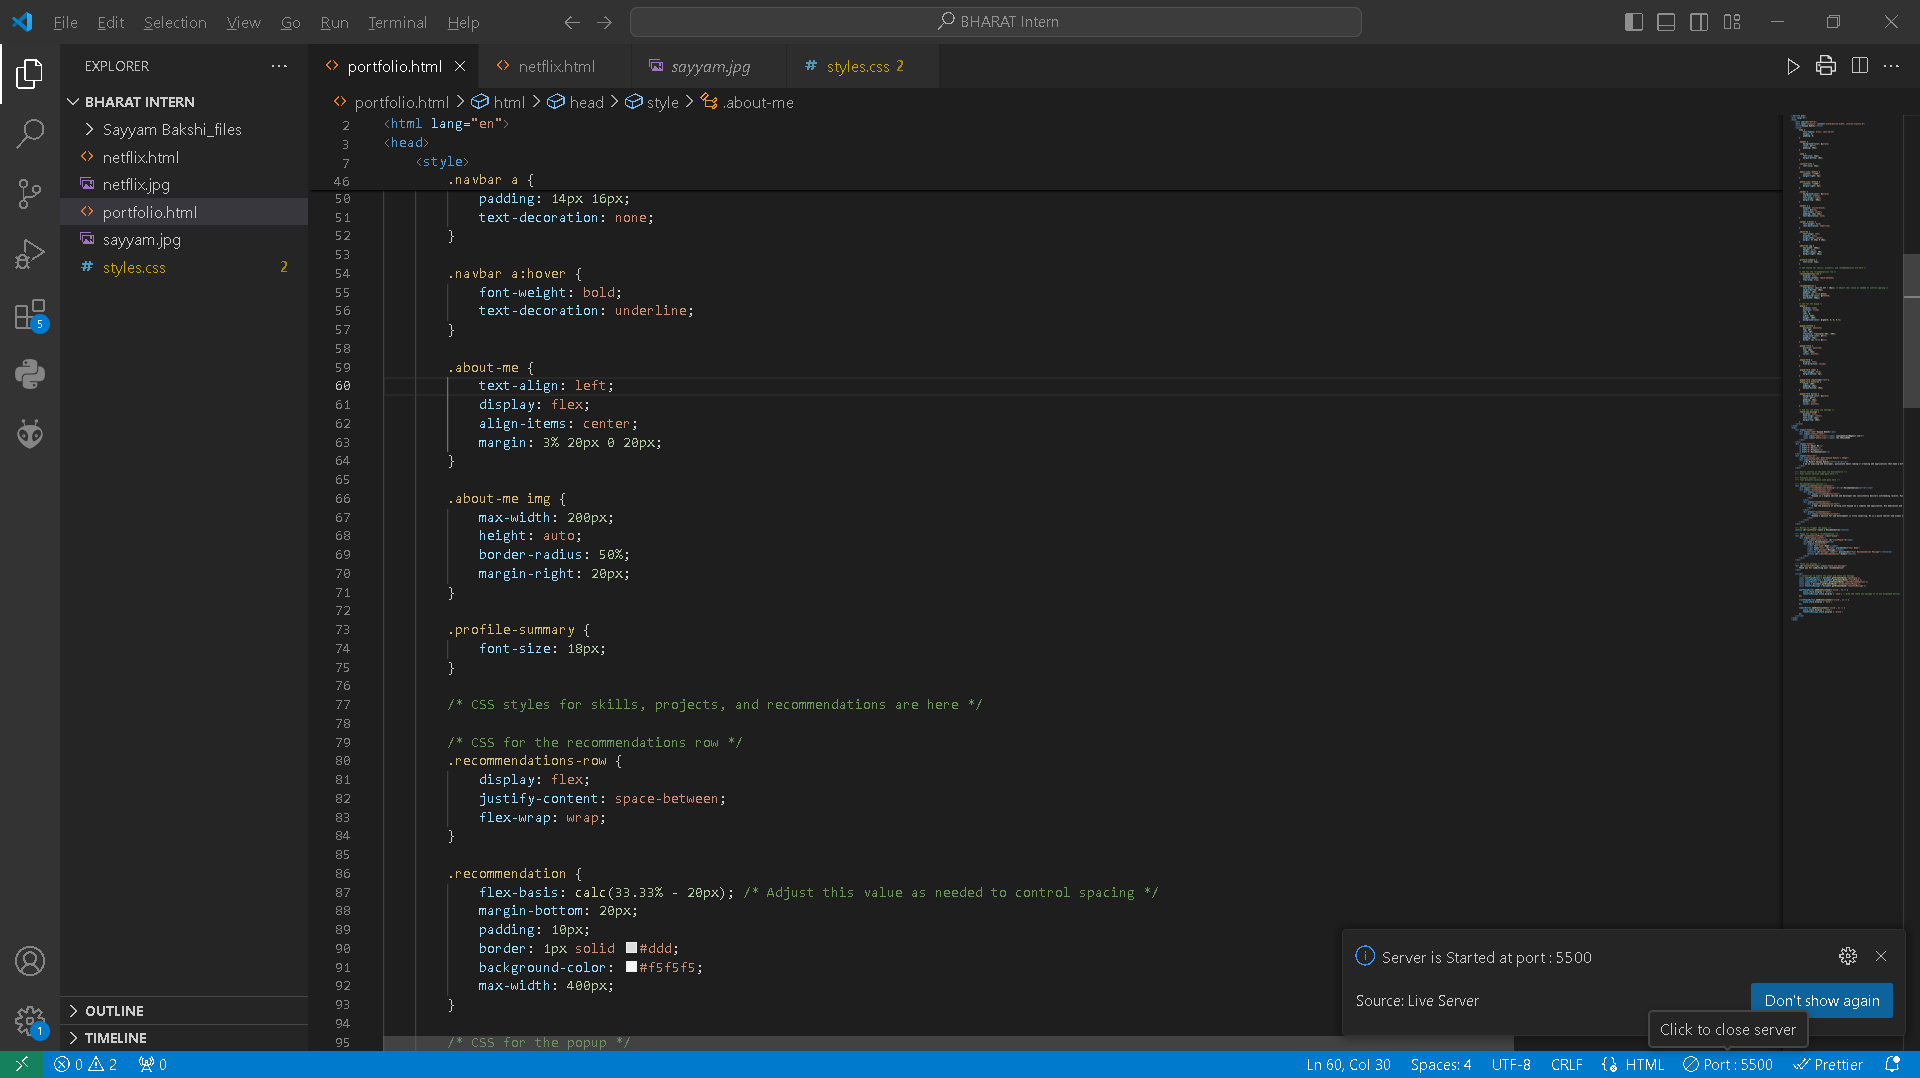 File Edit Selection View Go Run Terminal Help
BHARAT Intern
EXPLORER
BHARAT INTERN
Sayyam Bakshi_files
netflix.html
netflix.jpg
portfolio.html
sayyam.jpg
styles.css 2
5
OUTLINE
TIMELINE
1
portfolio.html
netflix.html
sayyam.jpg
# styles.css 2
portfolio.html > html > head > style > .about-me
2 <html lang="en">
3 <head>
7 <style>
46 .navbar a {
50 padding: 14px 16px;
51 text-decoration: none;
52 }
53
54 .navbar a:hover {
55 font-weight: bold;
56 text-decoration: underline;
57 }
58
59 .about-me {
60 text-align: left;
61 display: flex;
62 align-items: center;
63 margin: 3% 20px 0 20px;
64 }
65
66 .about-me img {
67 max-width: 200px;
68 height: auto;
69 border-radius: 50%;
70 margin-right: 20px;
71 }
72
73 .profile-summary {
74 font-size: 18px;
75 }
76
77 /* CSS styles for skills, projects, and recommendations are here */
78
79 /* CSS for the recommendations row */
80 .recommendations-row {
81 display: flex;
82 justify-content: space-between;
83 flex-wrap: wrap;
84 }
85
86 .recommendation {
87 flex-basis: calc(33.33% - 20px); /* Adjust this value as needed to control spacing */
88 margin-bottom: 20px;
89 padding: 10px;
90 border: 1px solid #ddd;
91 background-color: #f5f5f5;
92 max-width: 400px;
93 }
94
95 /* CSS for the popup */
Server is Started at port : 5500
Source: Live Server
Don't show again
Click to close server
0 2 0
Ln 60, Col 30 Spaces: 4 UTF-8 CRLF HTML Port : 5500 Prettier